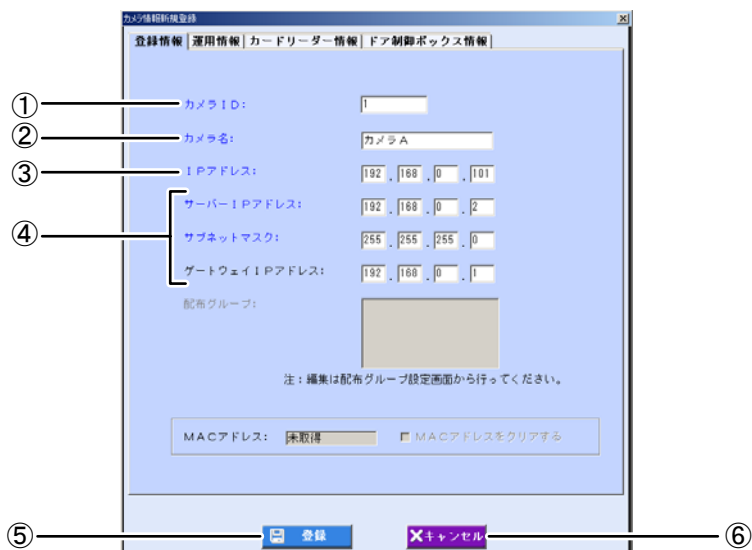 カメラ情報新規登録
登録情報 運用情報 カードリーダー情報 ドア制御ボックス情報
① カメラID: 1
② カメラ名: カメラA
③ IPアドレス: 192 . 168 . 0 . 101
サーバーIPアドレス: 192 . 168 . 0 . 2
④ サブネットマスク: 255 . 255 . 255 . 0
ゲートウェイIPアドレス: 192 . 168 . 0 . 1
配布グループ:
注:編集は配布グループ設定画面から行ってください。
MACアドレス: 未取得 MACアドレスをクリアする
⑤ 登録 Xキャンセル ⑥